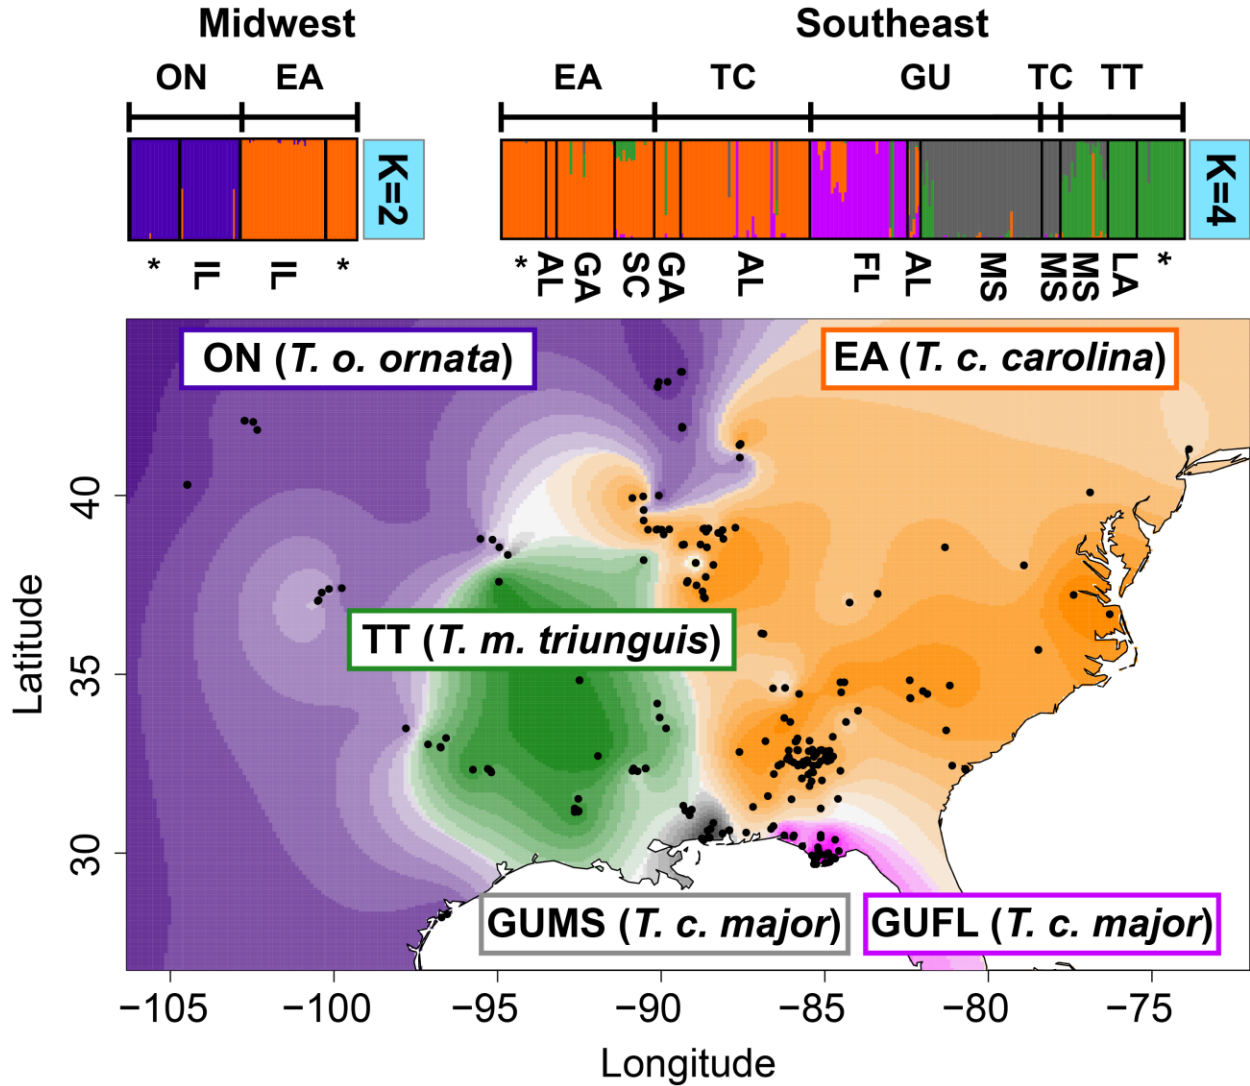 Midwest Southeast
ON EA EA TC GU TC TT
K=2 K=4
* IL IL * * AL GA SC GA AL FL AL MS MS MS LA *
ON (T. o. ornata) EA (T. c. carolina)
TT (T. m. triunguis)
GUMS (T. c. major) GUFL (T. c. major)
Latitude
40
35
30
−105 −100 −95 −90 −85 −80 −75
Longitude